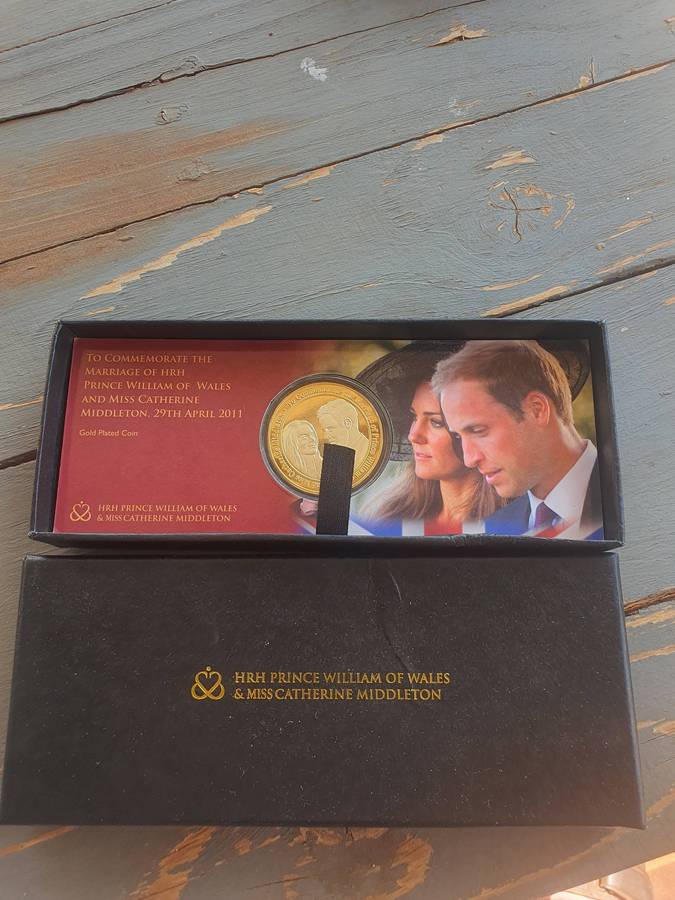 To Commemorate the
Marriage of HRH
Prince William of Wales
and Miss Catherine
Middleton, 29th April 2011
Gold Plated Coin
HRH PRINCE WILLIAM OF WALES
& MISS CATHERINE MIDDLETON
HRH PRINCE WILLIAM OF WALES
& MISS CATHERINE MIDDLETON